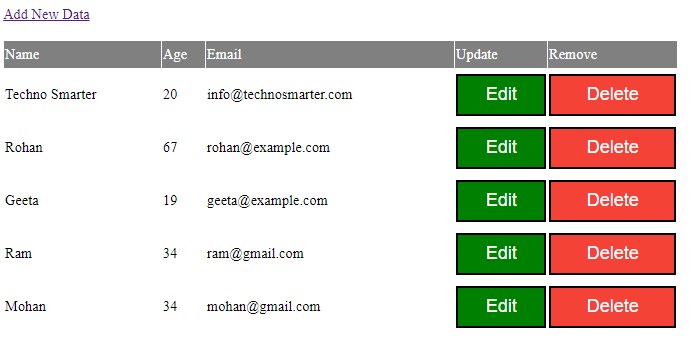 Add New Data
Name Age Email Update Remove
Techno Smarter 20 info@technosmarter.com Edit Delete
Rohan 67 rohan@example.com Edit Delete
Geeta 19 geeta@example.com Edit Delete
Ram 34 ram@gmail.com Edit Delete
Mohan 34 mohan@gmail.com Edit Delete